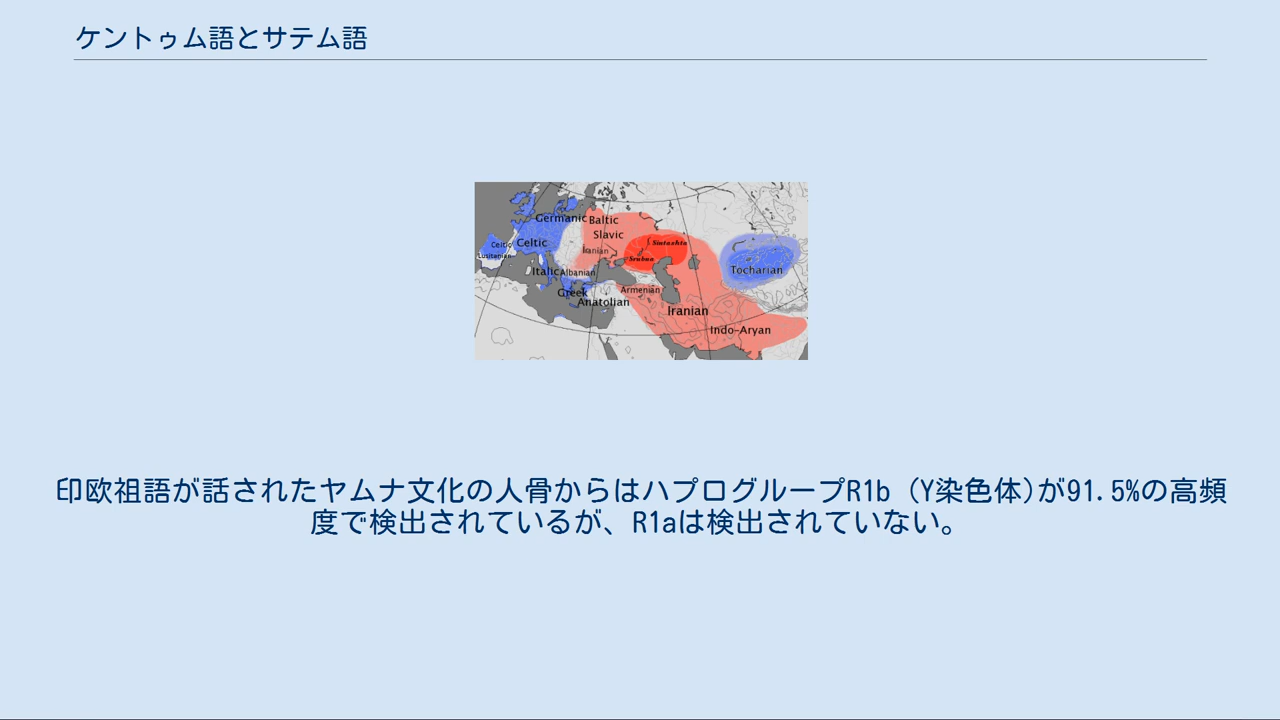 ケントゥム語とサテム語
Germanic
Baltic
Slavic
Celtic
Celtic
Lusitanian
Iranian
Sintashta
Srubna
Italic
Albanian
Greek
Anatolian
Armenian
Iranian
Indo-Aryan
Tocharian
印欧祖語が話されたヤムナ文化の人骨からはハプログループR1b (Y染色体)が91.5%の高頻
度で検出されているが、R1aは検出されていない。